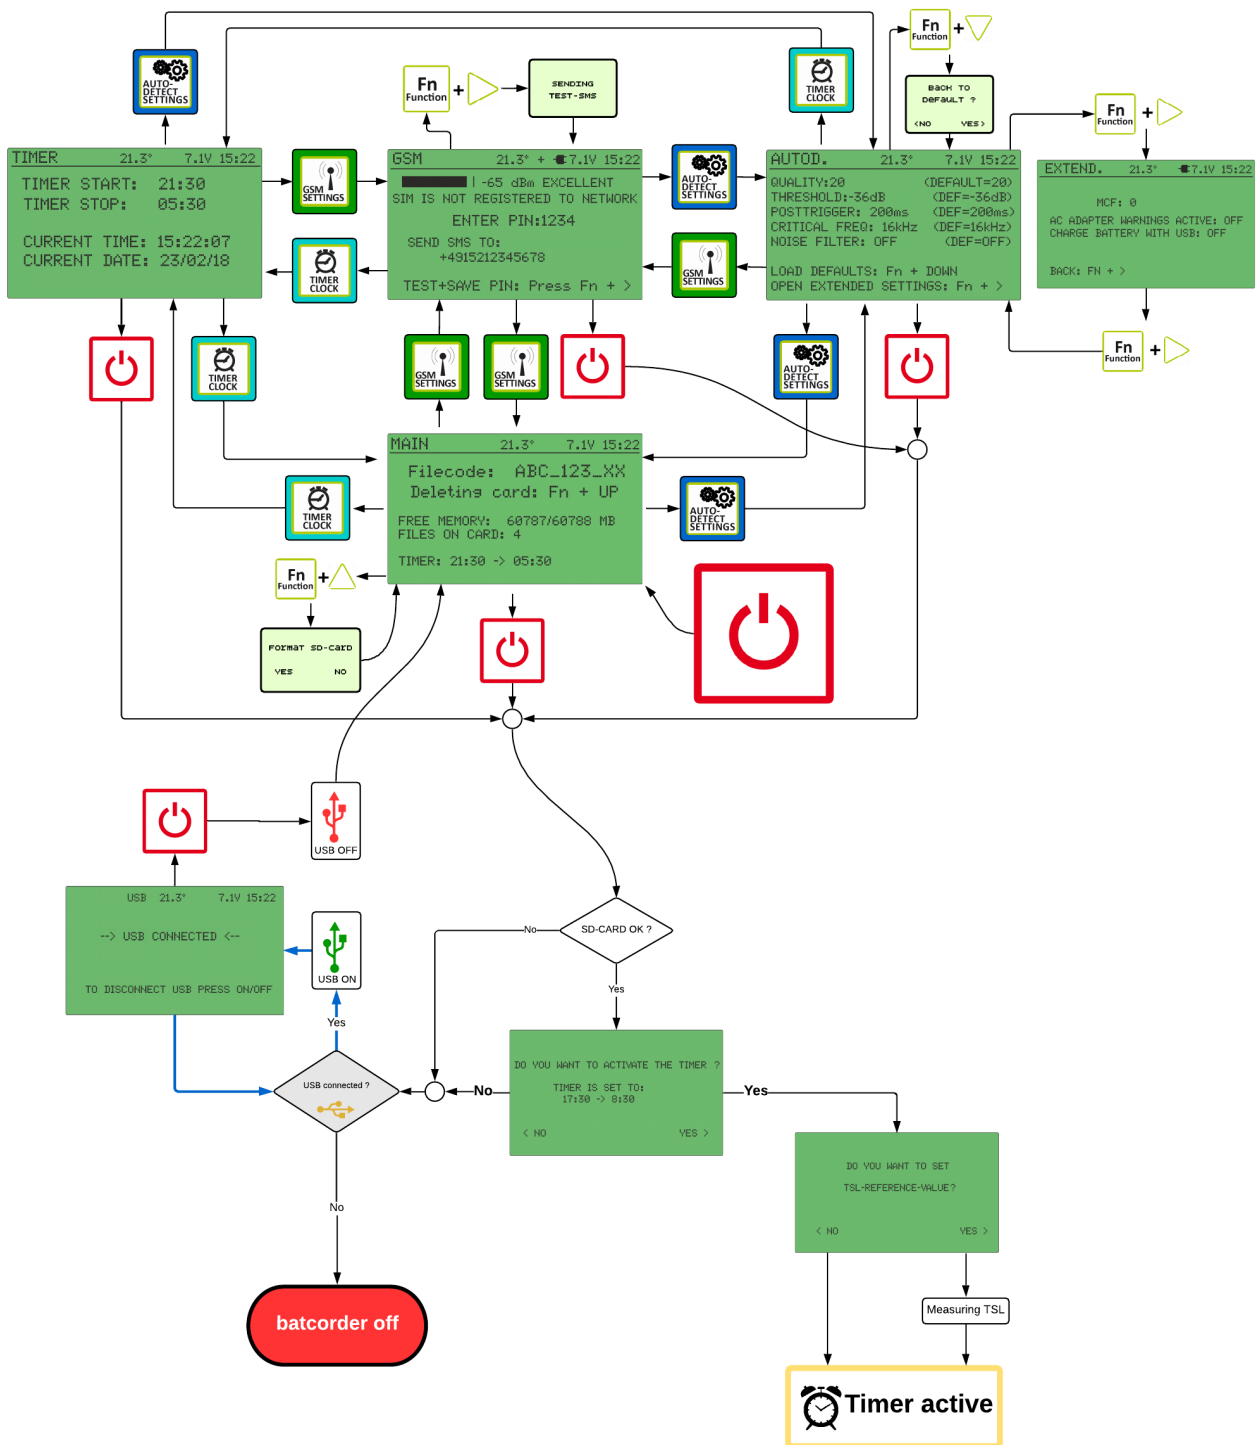 Fn
Function
+
BACK TO
DEFAULT ?
<NO YES>
AUTO-
DETECT
SETTINGS
Fn
Function
+
SENDING
TEST-SMS
TIMER
CLOCK
Fn
Function
+
TIMER 21.3° 7.1V 15:22
TIMER START: 21:30
TIMER STOP: 05:30
CURRENT TIME: 15:22:07
CURRENT DATE: 23/02/18
GSM
SETTINGS
TIMER
CLOCK
GSM 21.3° + 7.1V 15:22
| -65 dBm EXCELLENT
SIM IS NOT REGISTERED TO NETWORK
ENTER PIN:1234
SEND SMS TO:
+4915212345678
TEST+SAVE PIN: Press Fn + >
AUTO-
DETECT
SETTINGS
GSM
SETTINGS
AUTOD. 21.3° 7.1V 15:22
QUALITY:20 (DEFAULT=20)
THRESHOLD:-36dB (DEF=-36dB)
POSTTRIGGER: 200ms (DEF=200ms)
CRITICAL FREQ: 16kHz (DEF=16kHz)
NOISE FILTER: OFF (DEF=OFF)
LOAD DEFAULTS: Fn + DOWN
OPEN EXTENDED SETTINGS: Fn + >
EXTEND. 21.3° 7.1V 15:22
MCF: 0
AC ADAPTER WARNINGS ACTIVE: OFF
CHARGE BATTERY WITH USB: OFF
BACK: FN + >
Fn
Function
+
TIMER
CLOCK
GSM
SETTINGS
GSM
SETTINGS
AUTO-
DETECT
SETTINGS
MAIN 21.3° 7.1V 15:22
Filecode: ABC_123_XX
Deleting card: Fn + UP
FREE MEMORY: 60787/60788 MB
FILES ON CARD: 4
TIMER: 21:30 -> 05:30
TIMER
CLOCK
AUTO-
DETECT
SETTINGS
Fn
Function
+
Format SD-Card
YES NO
USB OFF
USB 21.3° 7.1V 15:22
--> USB CONNECTED <--
TO DISCONNECT USB PRESS ON/OFF
USB ON
Yes
USB connected ?
No
batcorder off
SD-CARD OK ?
No
Yes
DO YOU WANT TO ACTIVATE THE TIMER ?
TIMER IS SET TO:
17:30 -> 8:30
< NO YES >
No
Yes
DO YOU WANT TO SET
TSL-REFERENCE-VALUE?
< NO YES >
Measuring TSL
Timer active